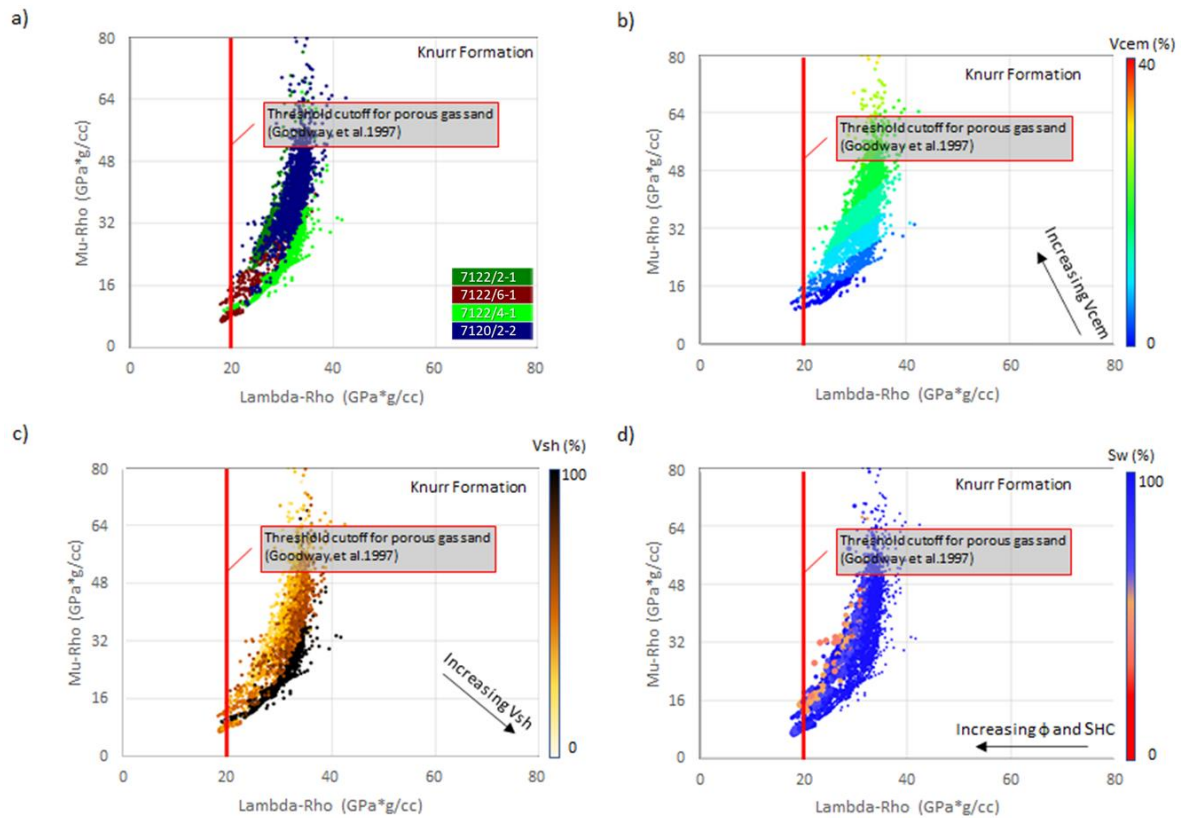 a)
80
64
48
32
16
0
Mu-Rho (GPa*g/cc)
Knurr Formation
Threshold cutoff for porous gas sand
(Goodway et al.1997)
7122/2-1
7122/6-1
7122/4-1
7120/2-2
0 20 40 60 80
Lambda-Rho (GPa*g/cc)
b)
Vcem (%)
80
64
48
32
16
0
Mu-Rho (GPa*g/cc)
Knurr Formation
Threshold cutoff for porous gas sand
(Goodway et al.1997)
Increasing Vcem
40
0
0 20 40 60 80
Lambda-Rho (GPa*g/cc)
c)
Vsh (%)
80
64
48
32
16
0
Mu-Rho (GPa*g/cc)
Knurr Formation
Threshold cutoff for porous gas sand
(Goodway et al.1997)
Increasing Vsh
100
0
0 20 40 60 80
Lambda-Rho (GPa*g/cc)
d)
Sw (%)
80
64
48
32
16
0
Mu-Rho (GPa*g/cc)
Knurr Formation
Threshold cutoff for porous gas sand
(Goodway et al.1997)
Increasing ϕ and SHC
100
0
0 20 40 60 80
Lambda-Rho (GPa*g/cc)